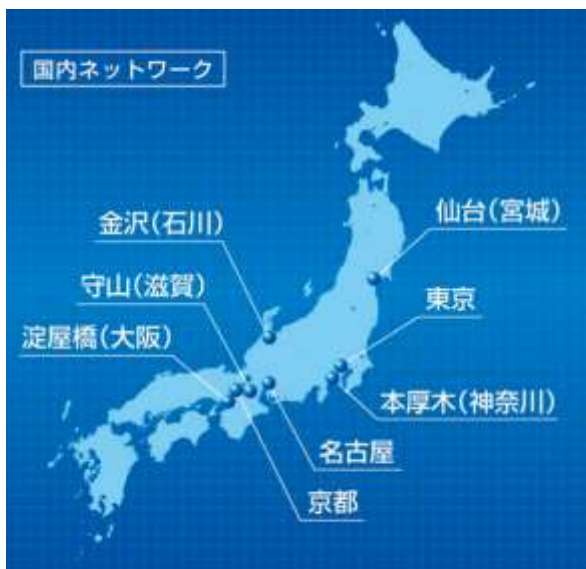 国内ネットワーク
仙台(宮城)
金沢(石川)
守山(滋賀)
東京
淀屋橋(大阪)
本厚木(神奈川)
名古屋
京都